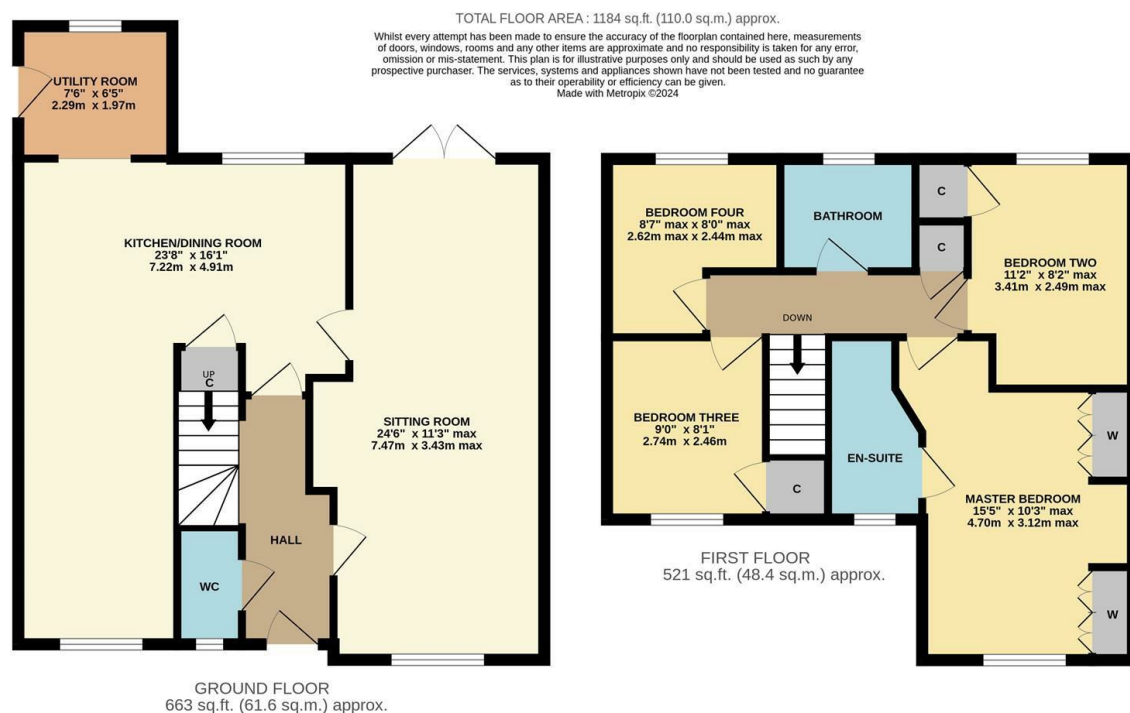 TOTAL FLOOR AREA : 1184 sq.ft. (110.0 sq.m.) approx.
Whilst every attempt has been made to ensure the accuracy of the floorplan contained here, measurements
of doors, windows, rooms and any other items are approximate and no responsibility is taken for any error,
omission or mis-statement. This plan is for illustrative purposes only and should be used as such by any
prospective purchaser. The services, systems and appliances shown have not been tested and no guarantee
as to their operability or efficiency can be given.
Made with Metropix ©2024
UTILITY ROOM
7'6" x 6'5"
2.29m x 1.97m
KITCHEN/DINING ROOM
23'8" x 16'1"
7.22m x 4.91m
UP
C
SITTING ROOM
24'6" x 11'3" max
7.47m x 3.43m max
HALL
WC
GROUND FLOOR
663 sq.ft. (61.6 sq.m.) approx.
BEDROOM FOUR
8'7" max x 8'0" max
2.62m max x 2.44m max
BATHROOM
C
C
BEDROOM TWO
11'2" x 8'2" max
3.41m x 2.49m max
DOWN
BEDROOM THREE
9'0" x 8'1"
2.74m x 2.46m
C
EN-SUITE
MASTER BEDROOM
15'5" x 10'3" max
4.70m x 3.12m max
W
W
FIRST FLOOR
521 sq.ft. (48.4 sq.m.) approx.